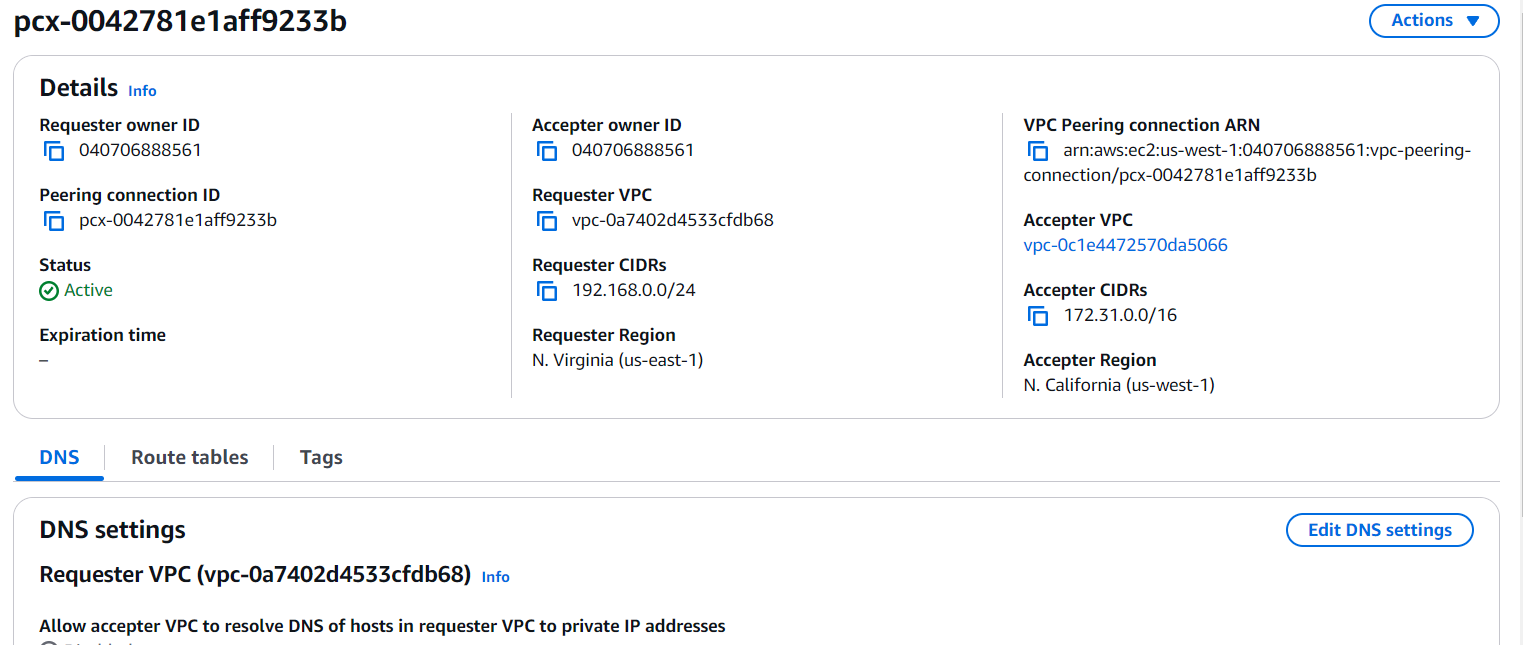 pcx-0042781e1aff9233b
Actions
Details Info
Requester owner ID
040706888561
Peering connection ID
pcx-0042781e1aff9233b
Status
Active
Expiration time
–
Accepter owner ID
040706888561
Requester VPC
vpc-0a7402d4533cfdb68
Requester CIDRs
192.168.0.0/24
Requester Region
N. Virginia (us-east-1)
VPC Peering connection ARN
arn:aws:ec2:us-west-1:040706888561:vpc-peering-
connection/pcx-0042781e1aff9233b
Accepter VPC
vpc-0c1e4472570da5066
Accepter CIDRs
172.31.0.0/16
Accepter Region
N. California (us-west-1)
DNS Route tables Tags
DNS settings
Edit DNS settings
Requester VPC (vpc-0a7402d4533cfdb68) Info
Allow accepter VPC to resolve DNS of hosts in requester VPC to private IP addresses